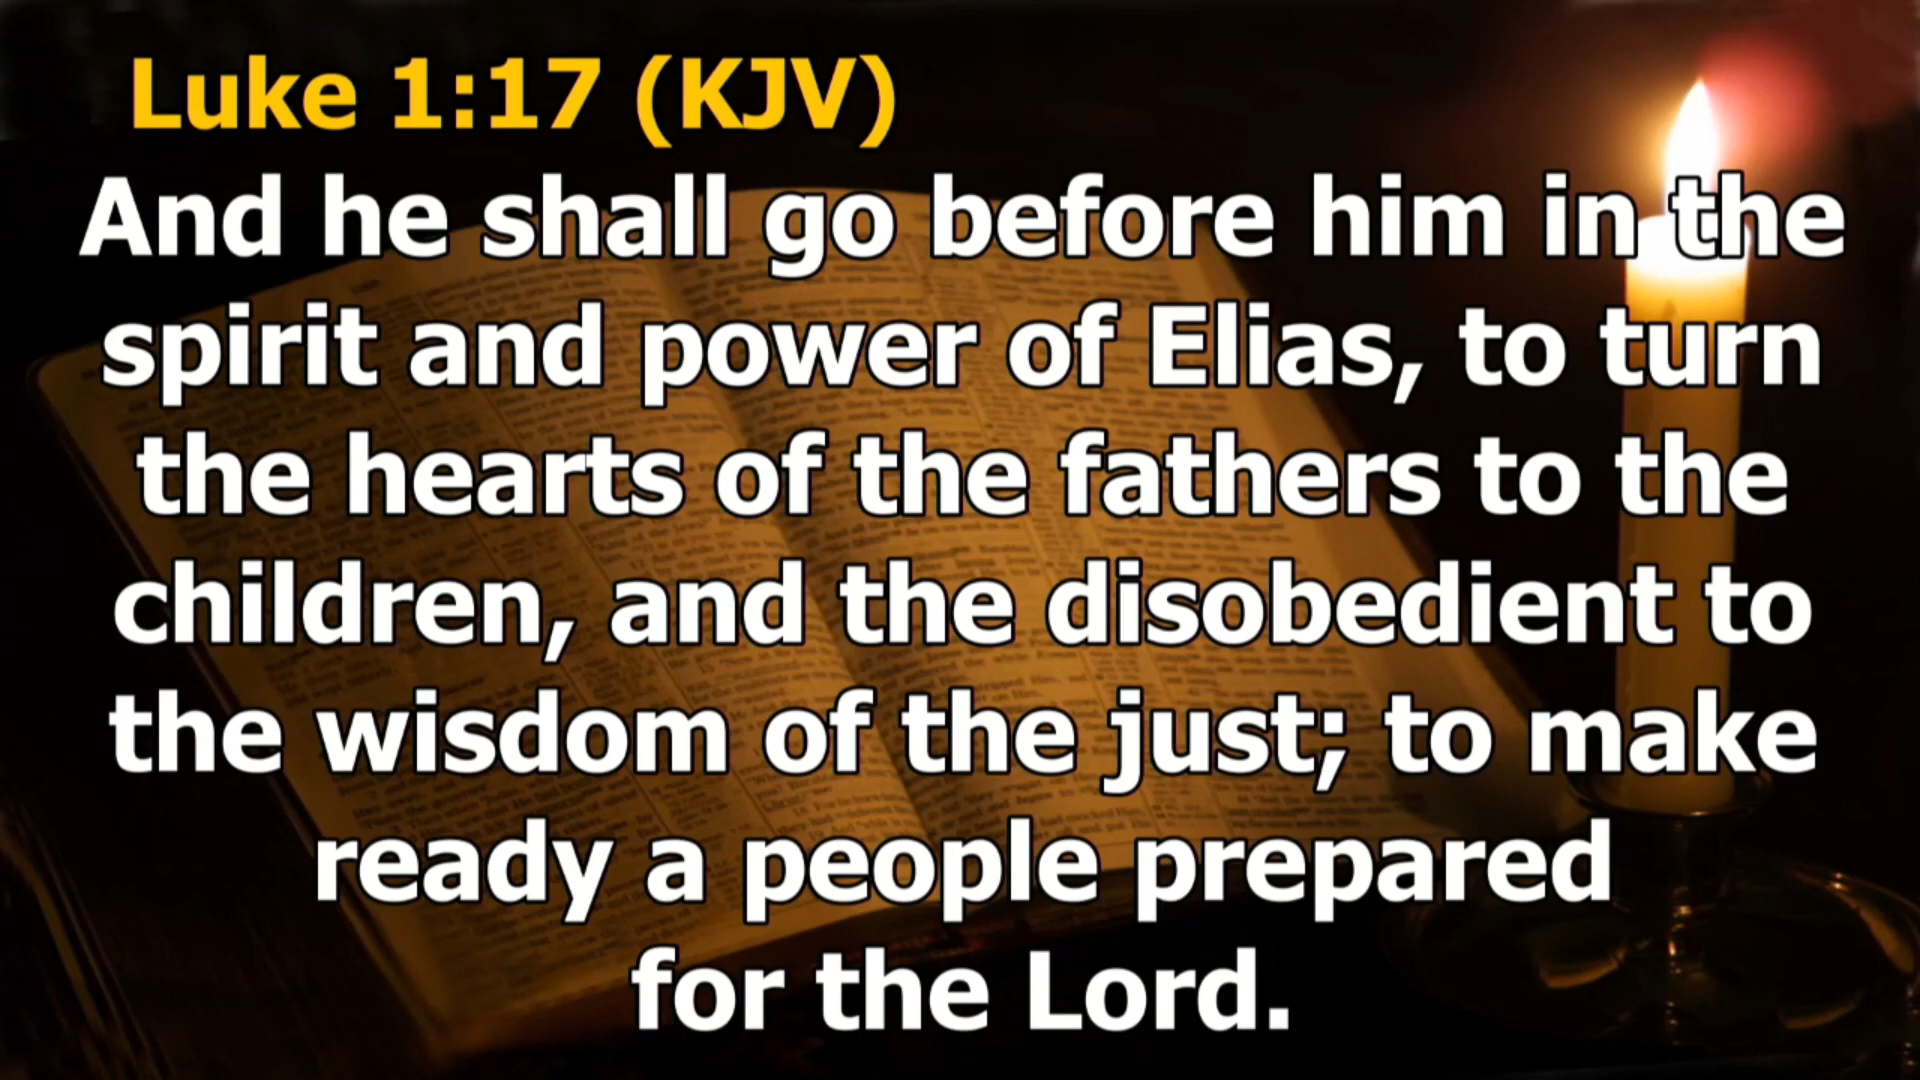 Luke 1:17 (KJV)
And he shall go before him in the
spirit and power of Elias, to turn
the hearts of the fathers to the
children, and the disobedient to
the wisdom of the just; to make
ready a people prepared
for the Lord.